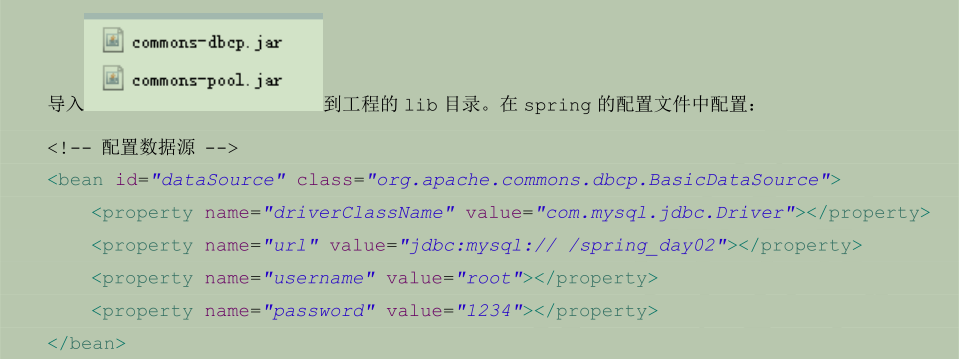 commons-dbcp.jar
commons-pool.jar
导入 到工程的 lib 目录。在 spring 的配置文件中配置：
<!-- 配置数据源 -->
<bean id="dataSource" class="org.apache.commons.dbcp.BasicDataSource">
<property name="driverClassName" value="com.mysql.jdbc.Driver"></property>
<property name="url" value="jdbc:mysql:// /spring_day02"></property>
<property name="username" value="root"></property>
<property name="password" value="1234"></property>
</bean>